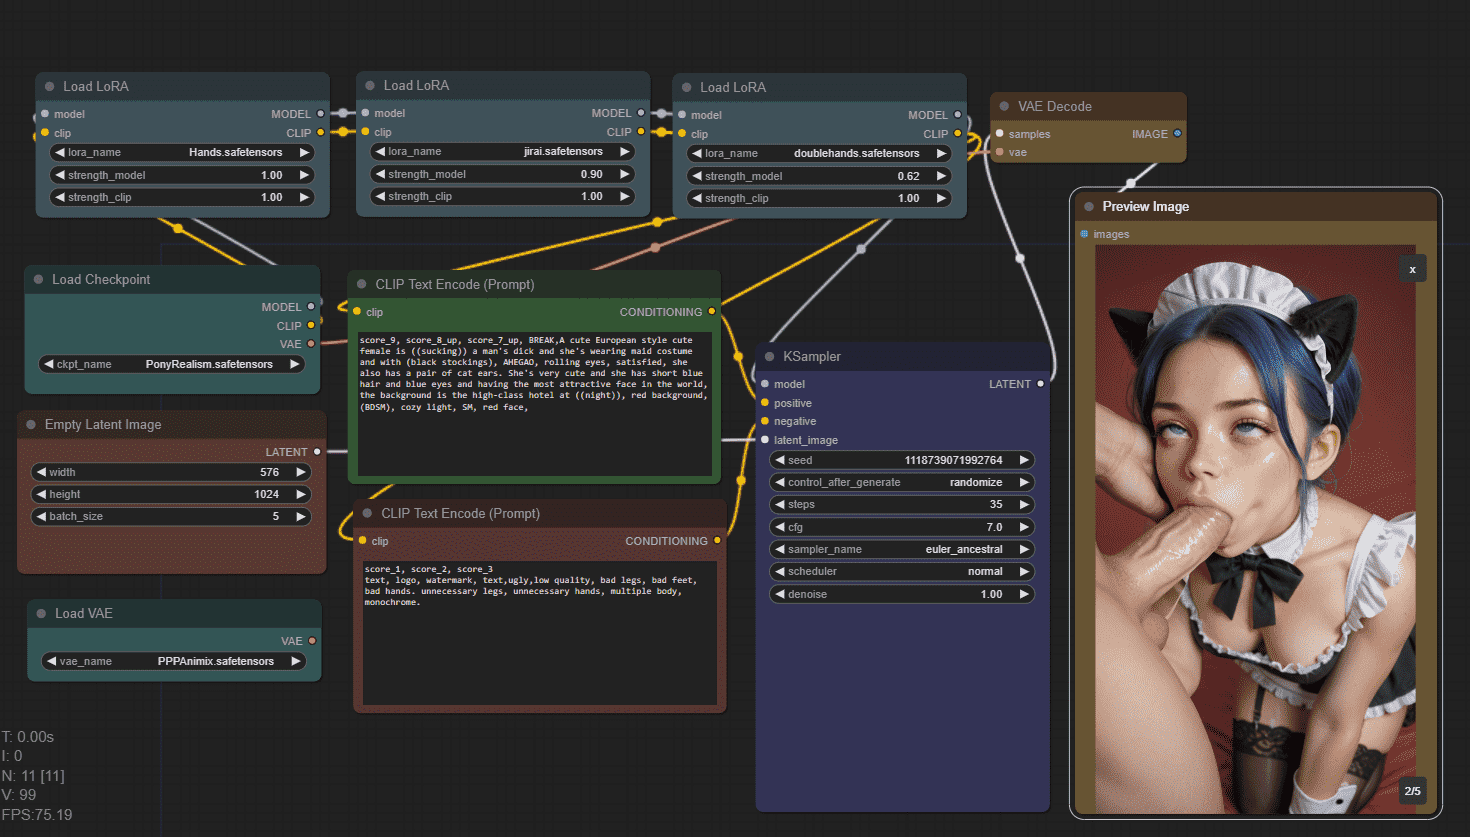 Load LoRA
model
MODEL
clip
CLIP
lora_name
Hands.safetensors
strength_model
1.00
strength_clip
1.00
Load LoRA
model
MODEL
clip
CLIP
lora_name
jirai.safetensors
strength_model
0.90
strength_clip
1.00
Load LoRA
model
MODEL
clip
CLIP
lora_name
doublehands.safetensors
strength_model
0.62
strength_clip
1.00
VAE Decode
samples
IMAGE
vae
Preview Image
images
x
2/5
Load Checkpoint
MODEL
CLIP
VAE
ckpt_name
PonyRealism.safetensors
CLIP Text Encode (Prompt)
clip
CONDITIONING
score_9, score_8_up, score_7_up, BREAK,A cute European style cute
female is ((sucking)) a man's dick and she's wearing maid costume
and with (black stockings), AHEGAO, rolling eyes, satisfied, she
also has a pair of cat ears. She's very cute and she has short blue
hair and blue eyes and having the most attractive face in the world,
the background is the high-class hotel at ((night)), red background,
(BDSM), cozy light, SM, red face,
KSampler
model
LATENT
positive
negative
latent_image
seed
1118739071992764
control_after_generate
randomize
steps
35
cfg
7.0
sampler_name
euler_ancestral
scheduler
normal
denoise
1.00
Empty Latent Image
LATENT
width
576
height
1024
batch_size
5
CLIP Text Encode (Prompt)
clip
CONDITIONING
score_1, score_2, score_3
text, logo, watermark, text,ugly,low quality, bad legs, bad feet,
bad hands. unnecessary legs, unnecessary hands, multiple body,
monochrome.
Load VAE
VAE
vae_name
PPPAnimix.safetensors
T: 0.00s
I: 0
N: 11 [11]
V: 99
FPS:75.19